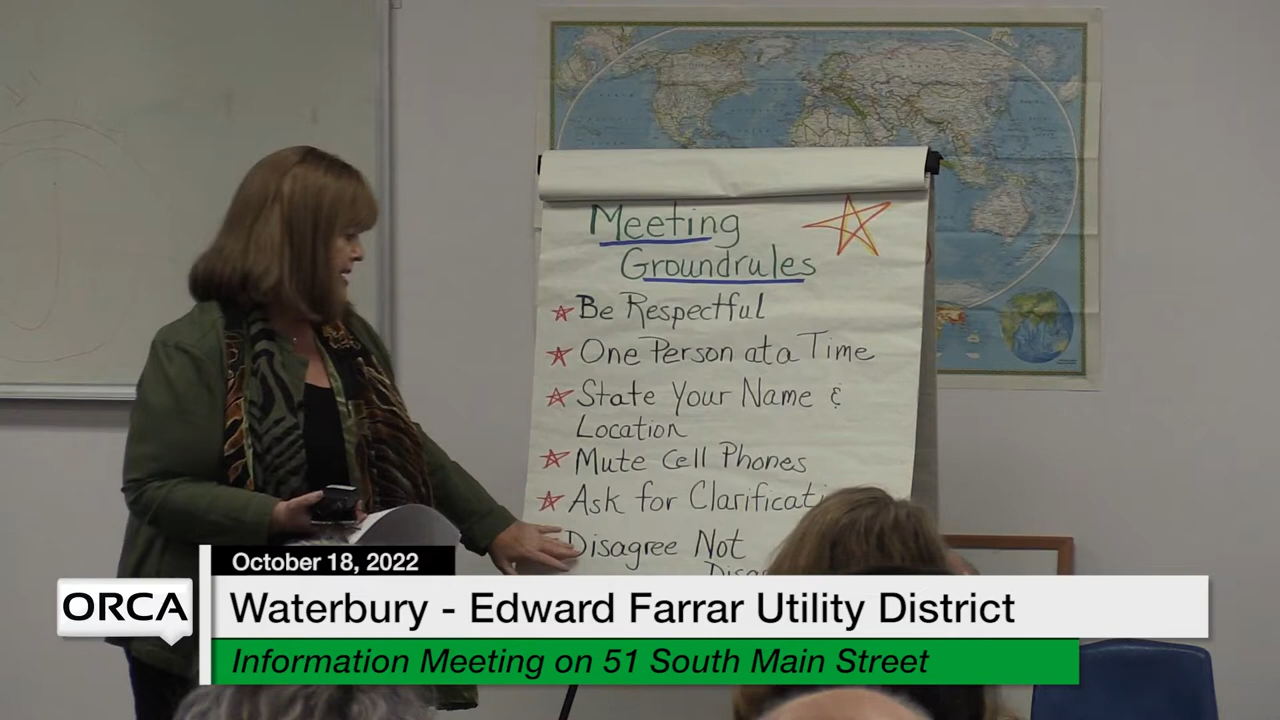 Meeting
Groundrules
Be Respectful
One Person at a Time
State Your Name &
Location
Mute Cell Phones
Ask for
Disagree Not
October 18, 2022
ORCA
Waterbury - Edward Farrar Utility District
Information Meeting on 51 South Main Street